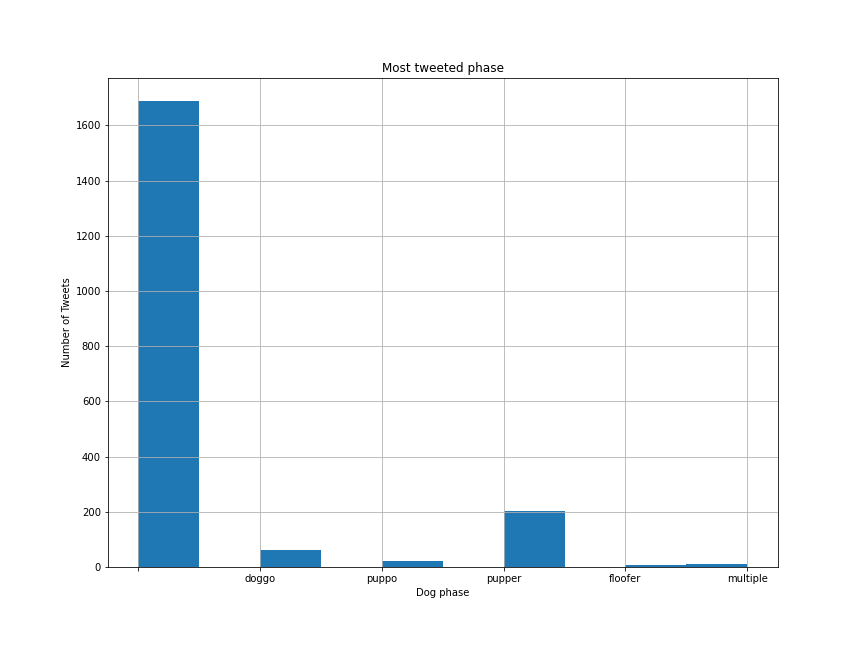 Most tweeted phase
1600
1400
1200
1000
800
600
400
200
0
Number of Tweets
doggo puppo pupper floofer multiple
Dog phase